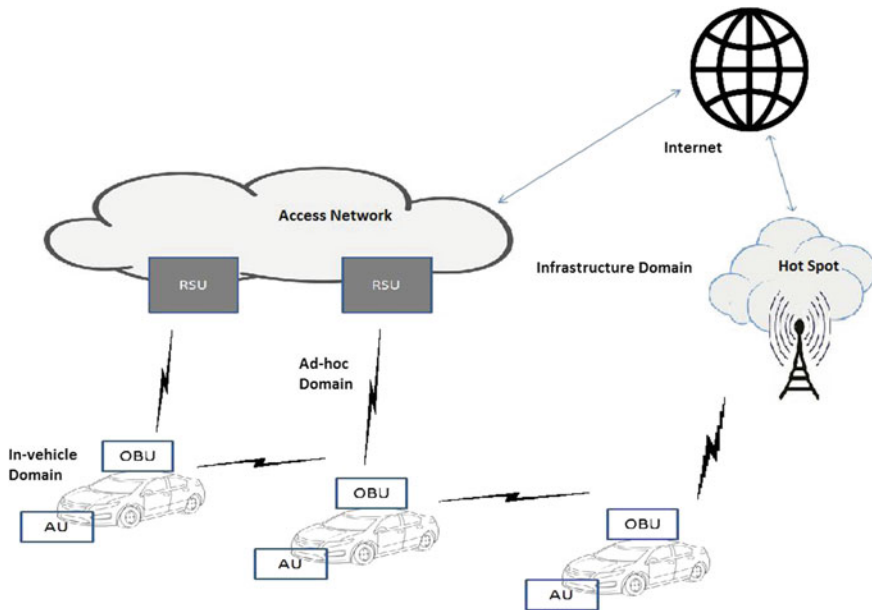 Internet
Access Network
Infrastructure Domain
Hot Spot
RSU
RSU
Ad-hoc
Domain
In-vehicle
Domain
OBU
AU
OBU
AU
OBU
AU